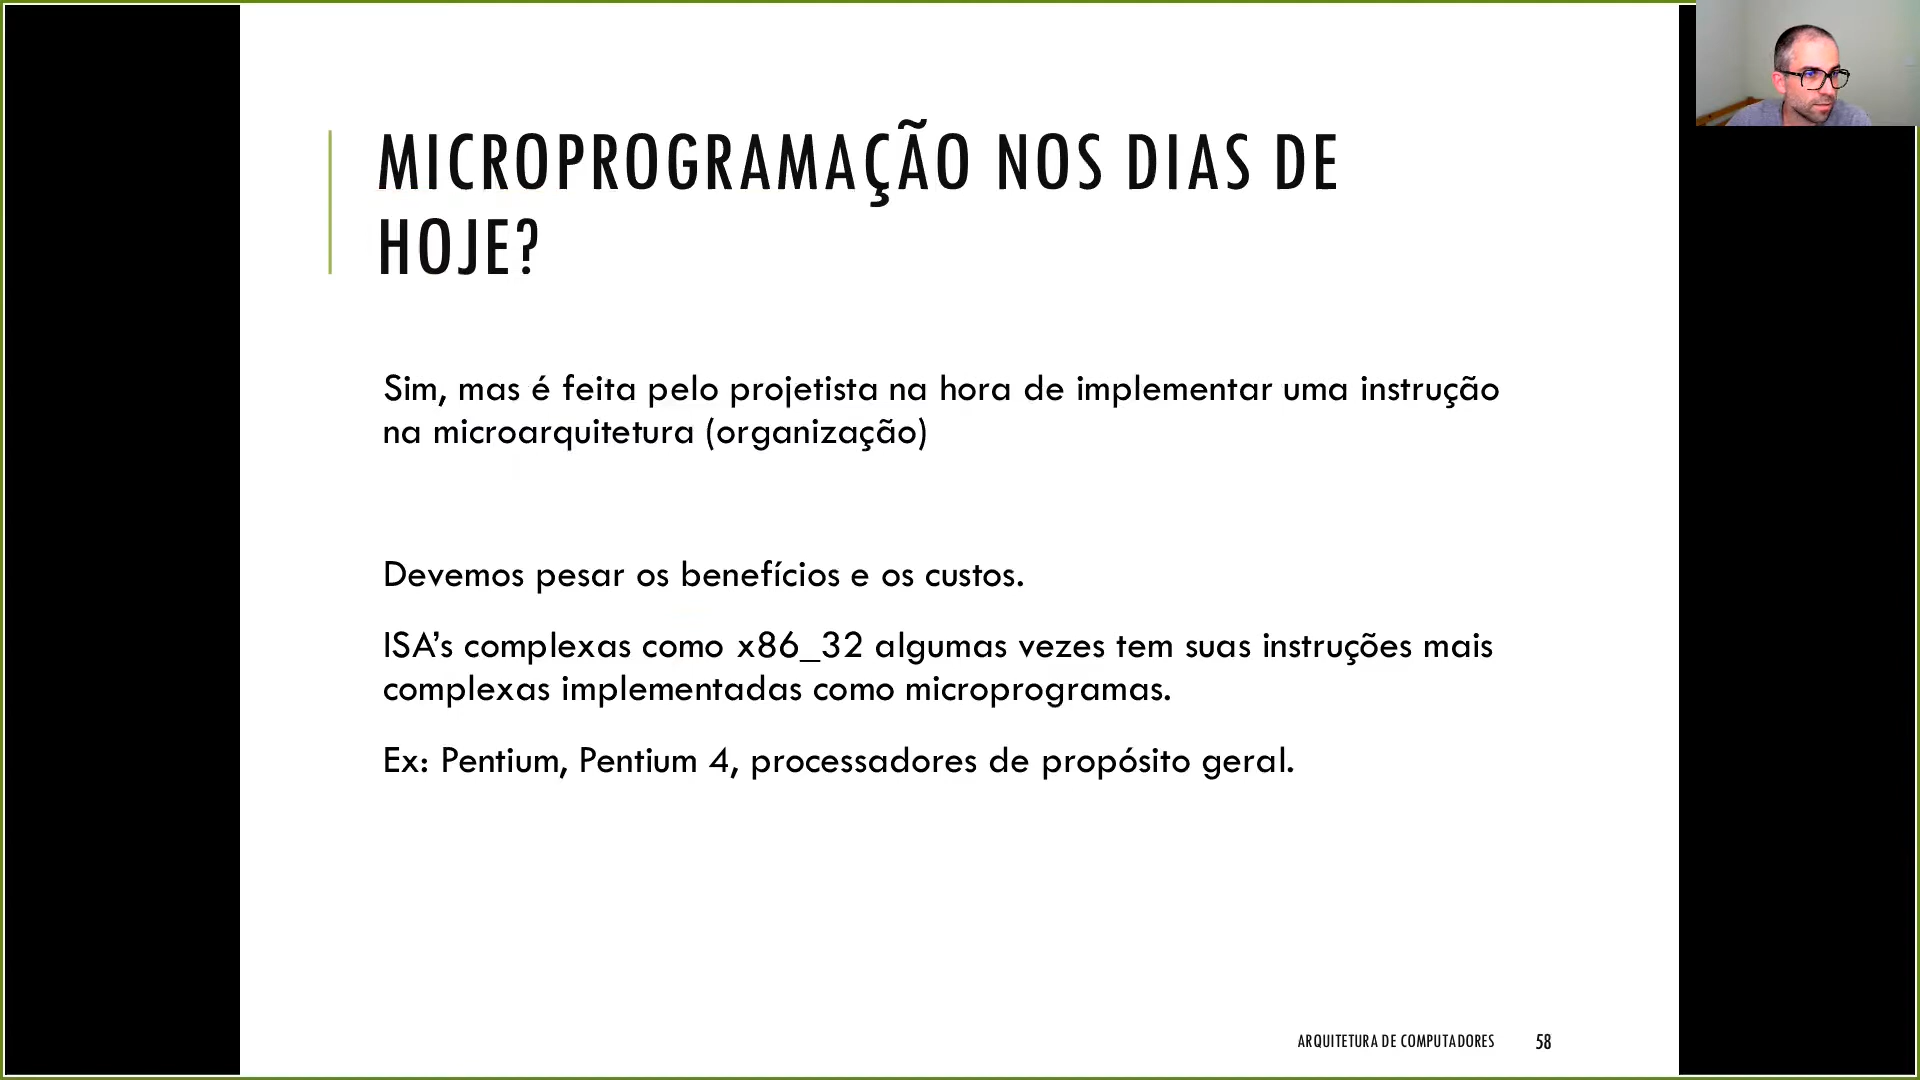 MICROPROGRAMAÇÃO NOS DIAS DE
HOJE?
Sim, mas é feita pelo projetista na hora de implementar uma instrução
na microarquitetura (organização)
Devemos pesar os benefícios e os custos.
ISA’s complexas como x86_32 algumas vezes tem suas instruções mais
complexas implementadas como microprogramas.
Ex: Pentium, Pentium 4, processadores de propósito geral.
ARQUITETURA DE COMPUTADORES 58